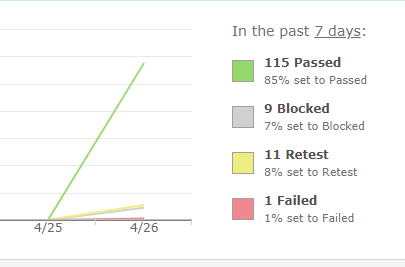 In the past 7 days:
115 Passed
85% set to Passed
9 Blocked
7% set to Blocked
11 Retest
8% set to Retest
1 Failed
1% set to Failed
4/25 4/26